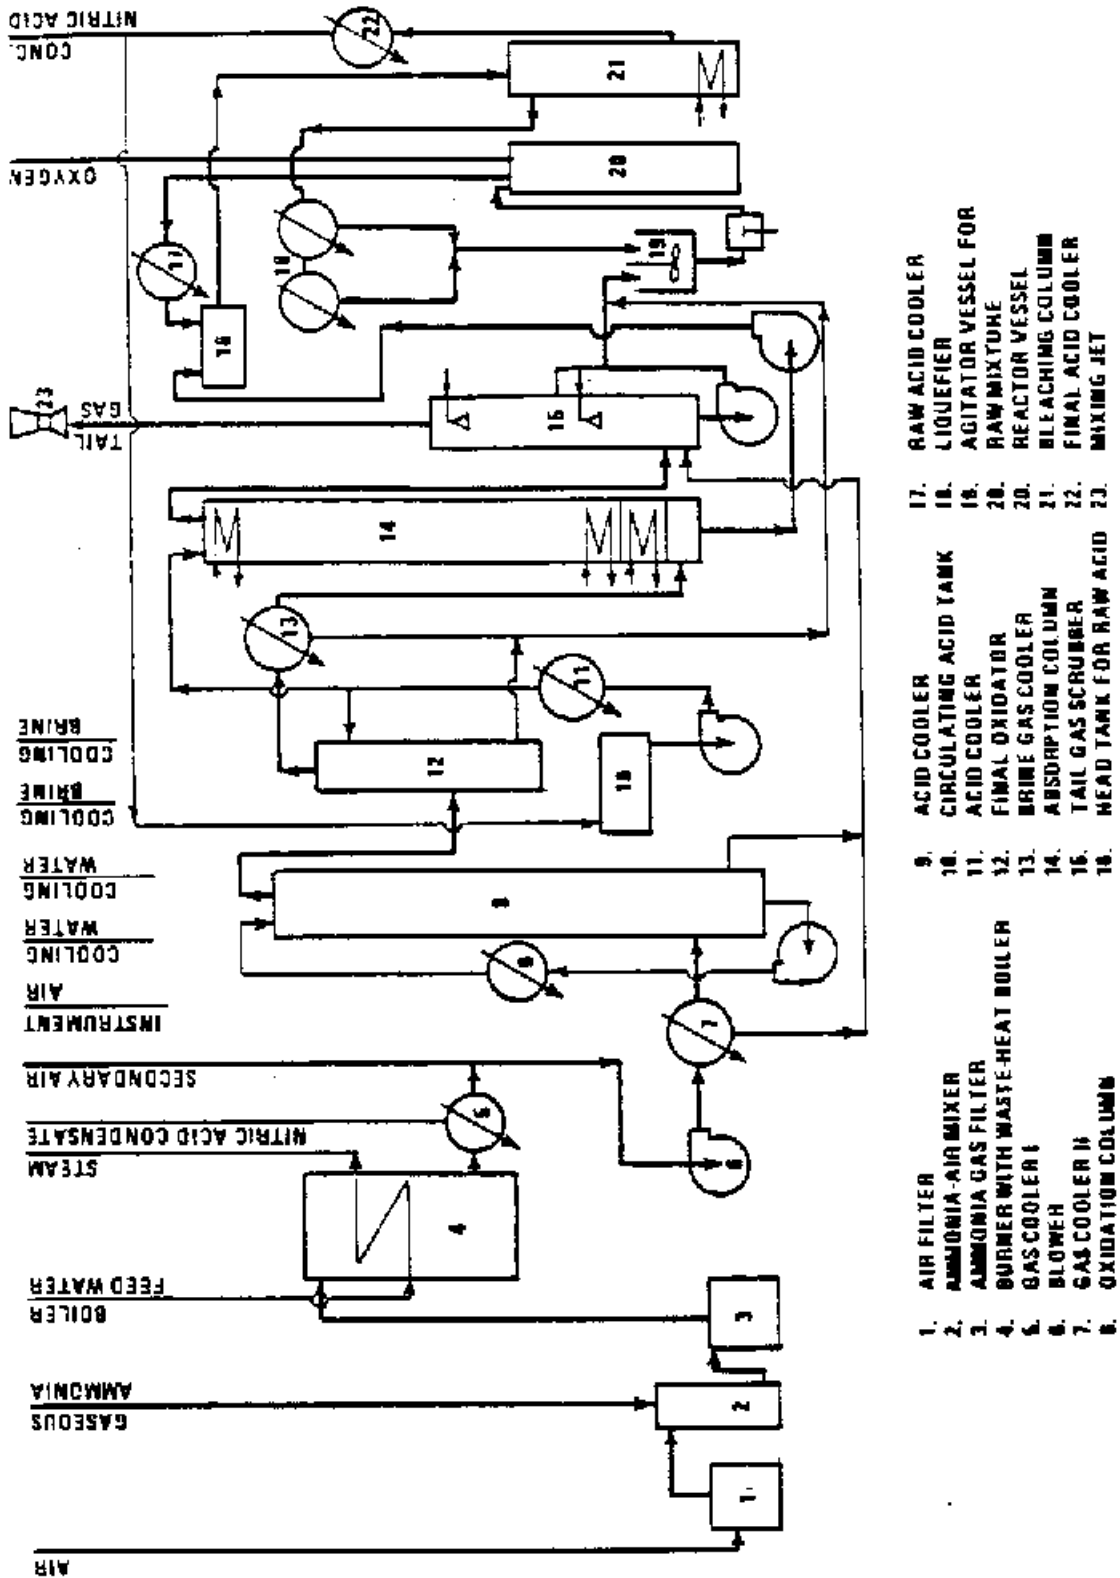 AIR
GASEOUS
AMMONIA
BOILER
FEED WATER
STEAM
NITRIC ACID CONDENSATE
SECONDARY AIR
INSTRUMENT
AIR
COOLING
WATER
COOLING
WATER
COOLING
BRINE
COOLING
BRINE
TAIL
GAS
OXYGEN
CONC.
NITRIC ACID
1
2
3
4
5
6
7
8
9
10
11
12
13
14
15
16
17
18
19
20
21
22
23
1. AIR FILTER
2. AMMONIA-AIR MIXER
3. AMMONIA GAS FILTER
4. BURNER WITH WASTE-HEAT BOILER
5. GAS COOLER I
6. BLOWER
7. GAS COOLER II
8. OXIDATION COLUMN
9. ACID COOLER
10. CIRCULATING ACID TANK
11. ACID COOLER
12. FINAL OXIDATOR
13. BRINE GAS COOLER
14. ABSORPTION COLUMN
15. TAIL GAS SCRUBBER
16. HEAD TANK FOR RAW ACID
17. RAW ACID COOLER
18. LIQUEFIER
19. AGITATOR VESSEL FOR
20. RAW MIXTURE
20. REACTOR VESSEL
21. BLEACHING COLUMN
22. FINAL ACID COOLER
23. MIXING JET